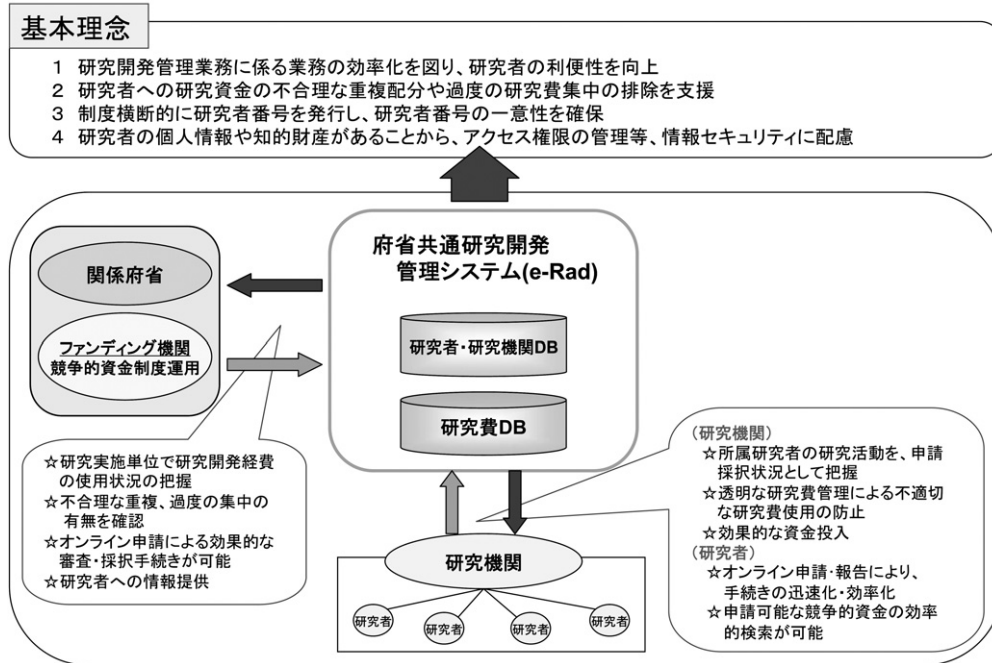 基本理念
1 研究開発管理業務に係る業務の効率化を図り、研究者の利便性を向上
2 研究者への研究資金の不合理な重複配分や過度の研究費集中の排除を支援
3 制度横断的に研究者番号を発行し、研究者番号の一意性を確保
4 研究者の個人情報や知的財産があることから、アクセス権限の管理等、情報セキュリティに配慮
府省共通研究開発
管理システム(e-Rad)
関係府省
ファンディング機関
競争的資金制度運用
研究者・研究機関DB
研究費DB
☆研究実施単位で研究開発経費
の使用状況の把握
☆不合理な重複、過度の集中の
有無を確認
☆オンライン申請による効果的な
審査・採択手続きが可能
☆研究者への情報提供
(研究機関)
☆所属研究者の研究活動を、申請
採択状況として把握
☆透明な研究費管理による不適切
な研究費使用の防止
☆効果的な資金投入
(研究者)
☆オンライン申請・報告により、
手続きの迅速化・効率化
☆申請可能な競争的資金の効率
的検索が可能
研究機関
研究者
研究者
研究者
研究者